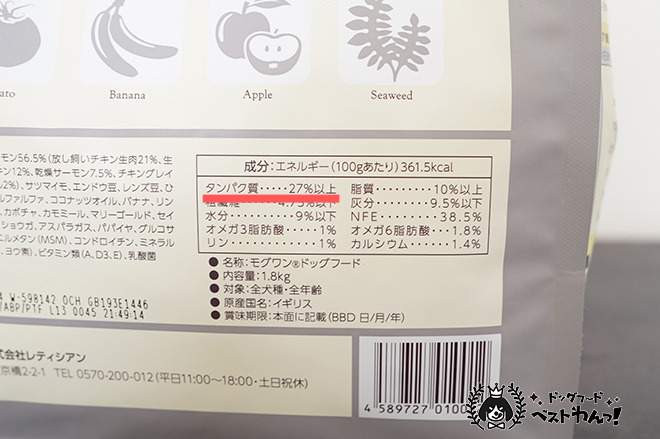 ato
Banana
Apple
Seaweed
モン56.5%(放し飼いチキン生肉21%、生
ン12%、乾燥サーモン7.5%、チキングレイ
2%)、サツマイモ、エンドウ豆、レンズ豆、ひ
ルファルファ、ココナッツオイル、バナナ、リ
、カボチャ、カモミール、マリーゴールド、セイ
ショウガ、アスパラガス、パパイヤ、グルコサ
エルメタン(MSM)、コンドロイチン、ミネラル
、ヨウ素)、ビタミン類(A、D3、E)、乳酸菌
成分:エネルギー(100gあたり)361.5kcal
タンパク質・・・・・27%以上
脂質・・・・・・・・・10%以上
粗繊維・・・・・・4.75%以下
灰分・・・・・・・・・9.5%以下
水分・・・・・・・・・9%以下
NFE・・・・・・・・・38.5%
オメガ3脂肪酸・・・・・1%
オメガ6脂肪酸・・・・1.8%
リン・・・・・・・・・・・1%
カルシウム・・・・・・1.4%
●名称:モグワン®ドッグフード
●内容量:1.8kg
●対象:全犬種・全年齢
●原産国名:イギリス
●賞味期限:本面に記載(BBD 日/月/年)
W-598142 OCH GB193E1446
/ABP/PTF L13 0045 21:49:14
式会社レティシアン
京橋2-2-1 TEL 0570-200-012(平日11:00〜18:00・土日祝休)
4 589727 0100
ドッグフード
ベストわんっ!